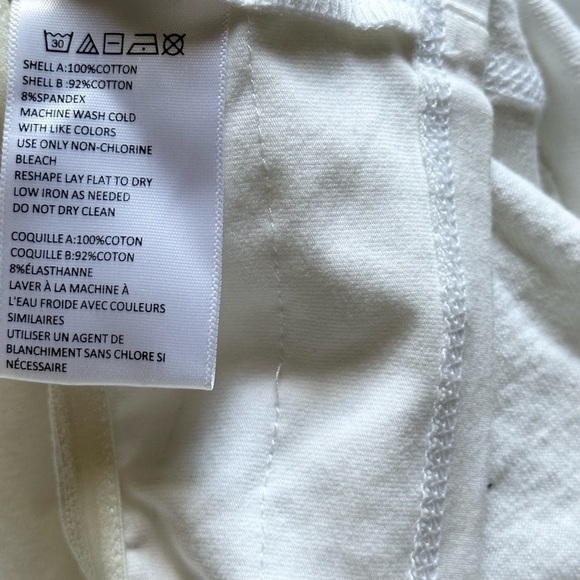 30
SHELL A:100%COTTON
SHELL B :92%COTTON
8%SPANDEX
MACHINE WASH COLD
WITH LIKE COLORS
USE ONLY NON-CHLORINE
BLEACH
RESHAPE LAY FLAT TO DRY
LOW IRON AS NEEDED
DO NOT DRY CLEAN
COQUILLE A:100%COTON
COQUILLE B:92%COTON
8%ÉLASTHANNE
LAVER À LA MACHINE À
L'EAU FROIDE AVEC COULEURS
SIMILAIRES
UTILISER UN AGENT DE
BLANCHIMENT SANS CHLORE SI
NÉCESSAIRE